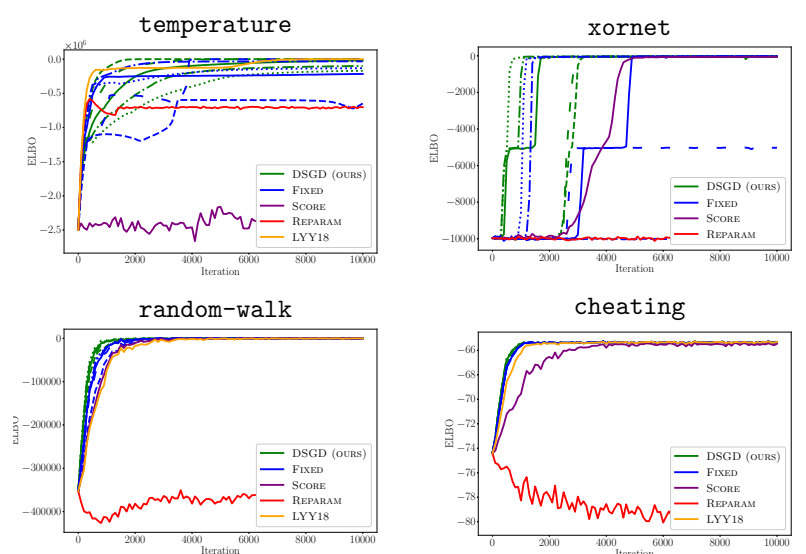 temperature
×10⁶
0.0
−0.5
−1.0
−1.5
−2.0
−2.5
ELBO
0
2000
4000
6000
8000
10000
Iteration
DSGD (OURS)
FIXED
SCORE
REPARAM
LYY18
xornet
0
−2000
−4000
−6000
−8000
−10000
ELBO
0
2000
4000
6000
8000
10000
Iteration
DSGD (OURS)
FIXED
SCORE
REPARAM
random-walk
0
−100000
−200000
−300000
−400000
ELBO
0
2000
4000
6000
8000
10000
Iteration
DSGD (OURS)
FIXED
SCORE
REPARAM
LYY18
cheating
−66
−68
−70
−72
−74
−76
−78
−80
ELBO
0
2000
4000
6000
8000
10000
Iteration
DSGD (OURS)
FIXED
SCORE
REPARAM
LYY18